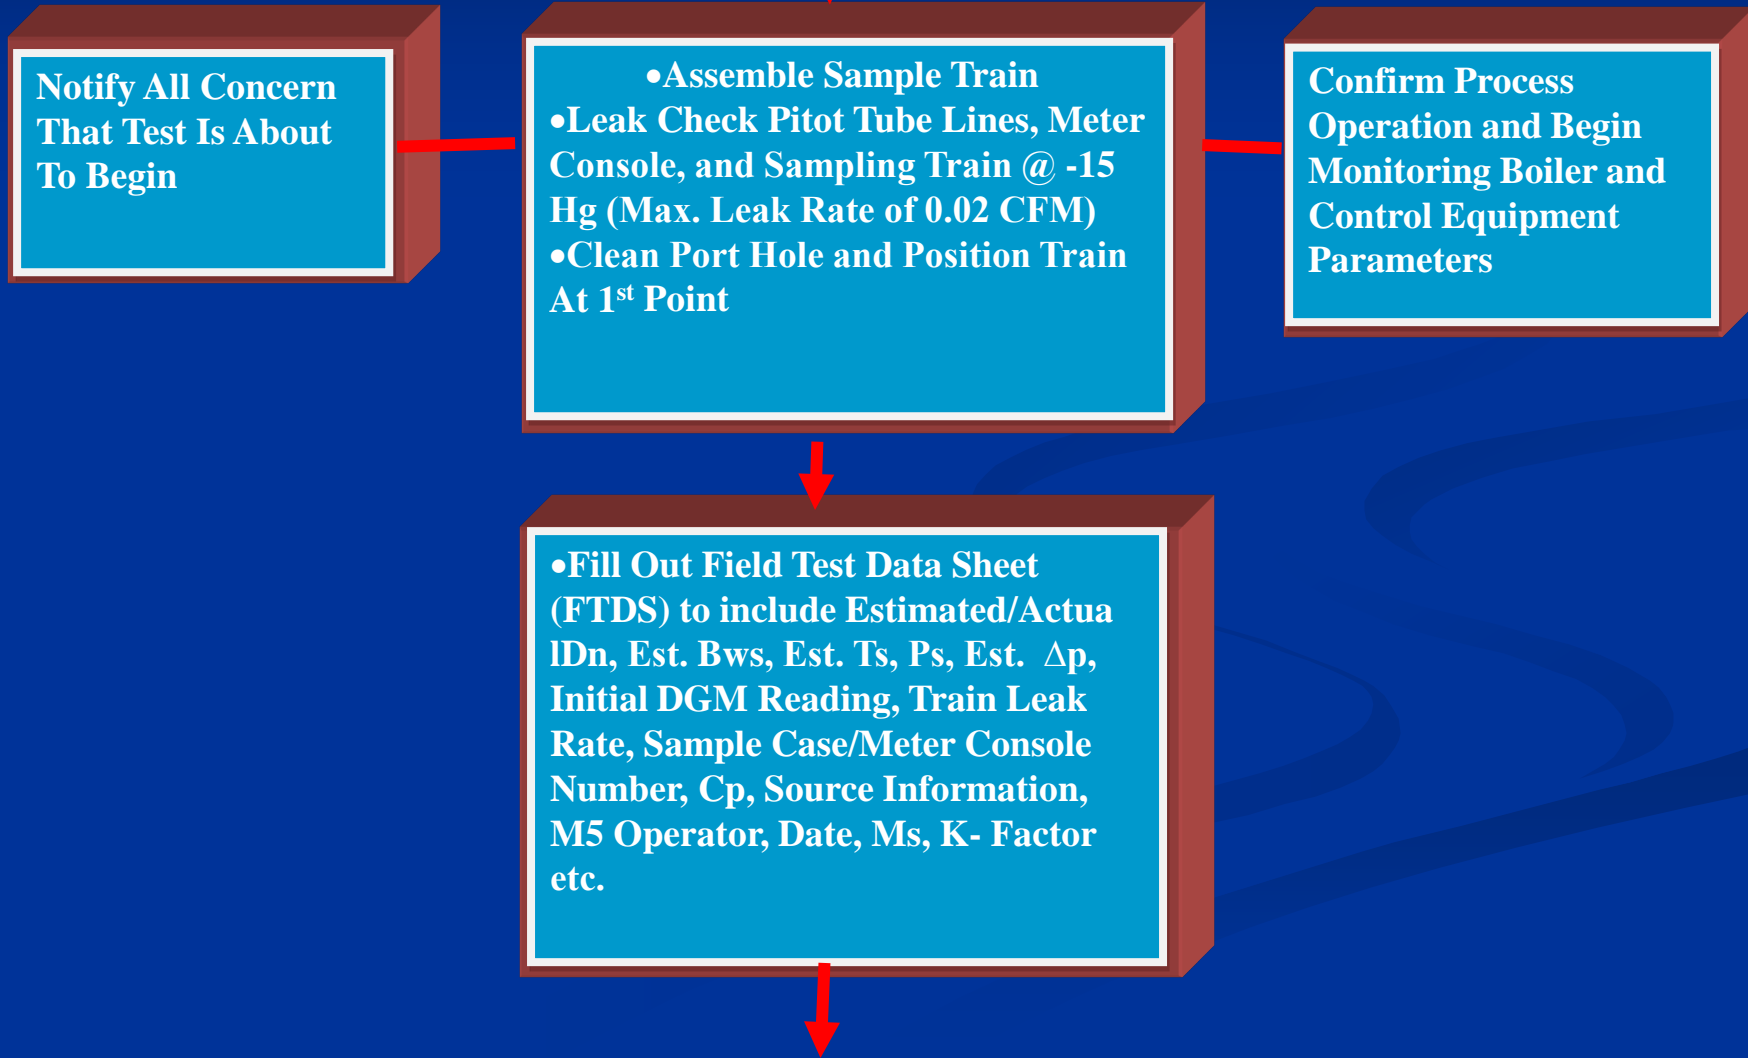 Notify All Concern
That Test Is About
To Begin
•Assemble Sample Train
•Leak Check Pitot Tube Lines, Meter
Console, and Sampling Train @ -15
Hg (Max. Leak Rate of 0.02 CFM)
•Clean Port Hole and Position Train
At 1st Point
Confirm Process
Operation and Begin
Monitoring Boiler and
Control Equipment
Parameters
•Fill Out Field Test Data Sheet
(FTDS) to include Estimated/Actua
lDn, Est. Bws, Est. Ts, Ps, Est. Δp,
Initial DGM Reading, Train Leak
Rate, Sample Case/Meter Console
Number, Cp, Source Information,
M5 Operator, Date, Ms, K- Factor
etc.